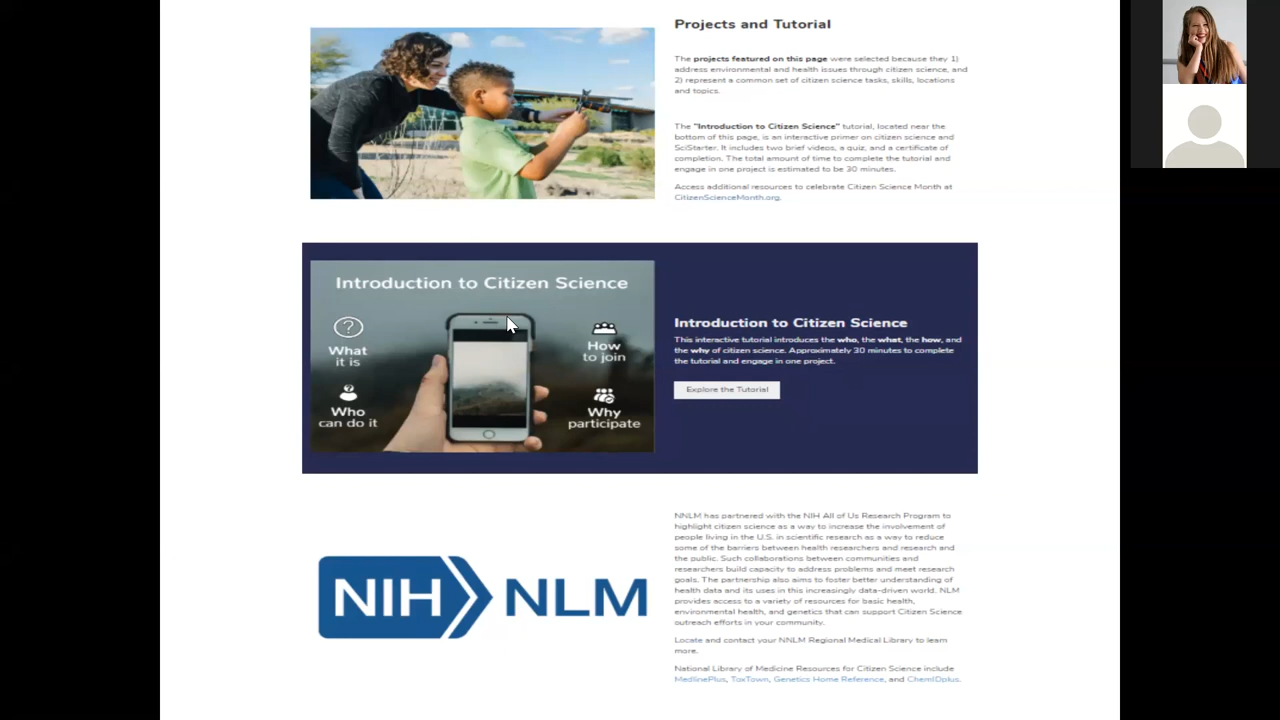 Projects and Tutorial
The projects featured on this page were selected because they 1)
address environmental and health issues through citizen science, and
2) represent a common set of citizen science tasks, skills, locations
and topics.
The "Introduction to Citizen Science" tutorial, located near the
bottom of this page, is an interactive primer on citizen science and
SciStarter. It includes two brief videos, a quiz, and a certificate of
completion. The total amount of time to complete the tutorial and
engage in one project is estimated to be 30 minutes.
Access additional resources to celebrate Citizen Science Month at
CitizenScienceMonth.org.
Introduction to Citizen Science
What
it is
Who
can do it
How
to join
Why
participate
Introduction to Citizen Science
This interactive tutorial introduces the who, the what, the how, and
the why of citizen science. Approximately 30 minutes to complete
the tutorial and engage in one project.
Explore the Tutorial
NIH NLM
NNLM has partnered with the NIH All of Us Research Program to
highlight citizen science as a way to increase the involvement of
people living in the U.S. in scientific research as a way to reduce
some of the barriers between health researchers and research and
the public. Such collaborations between communities and
researchers build capacity to address problems and meet research
goals. The partnership also aims to foster better understanding of
health data and its uses in this increasingly data-driven world. NLM
provides access to a variety of resources for basic health,
environmental health, and genetics that can support Citizen Science
outreach efforts in your community.
Locate and contact your NNLM Regional Medical Library to learn
more.
National Library of Medicine Resources for Citizen Science include
MedlinePlus, ToxTown, Genetics Home Reference, and ChemIDplus.